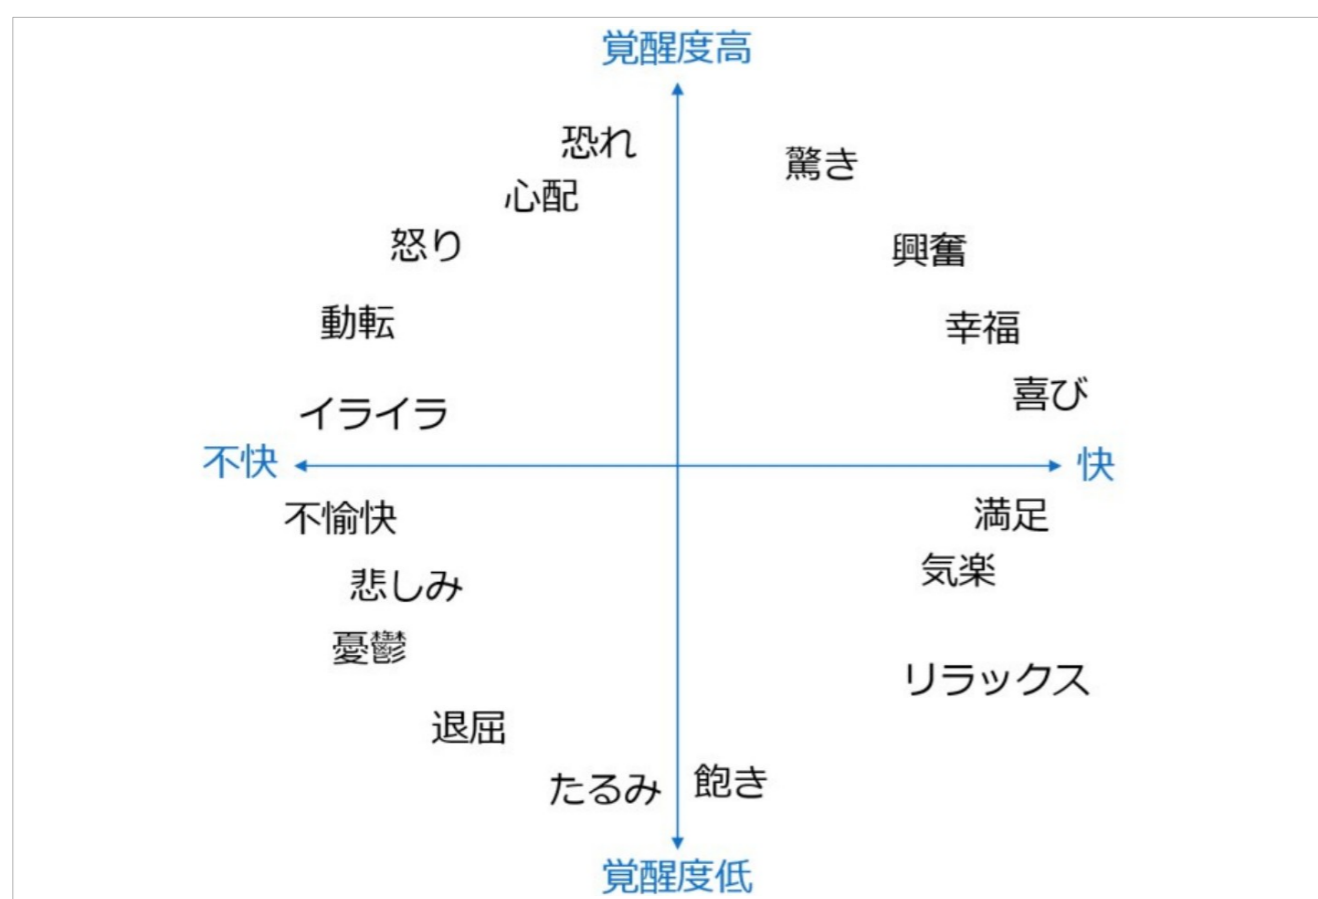 覚醒度高
恐れ
驚き
心配
怒り
興奮
動転
幸福
喜び
イライラ
不快
快
不愉快
満足
気楽
悲しみ
憂鬱
リラックス
退屈
たるみ
飽き
覚醒度低